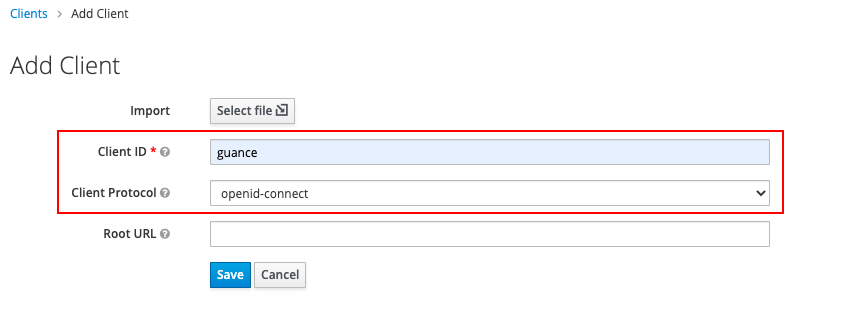 Clients > Add Client
Add Client
Import Select file
Client ID * guance
Client Protocol openid-connect
Root URL
Save Cancel